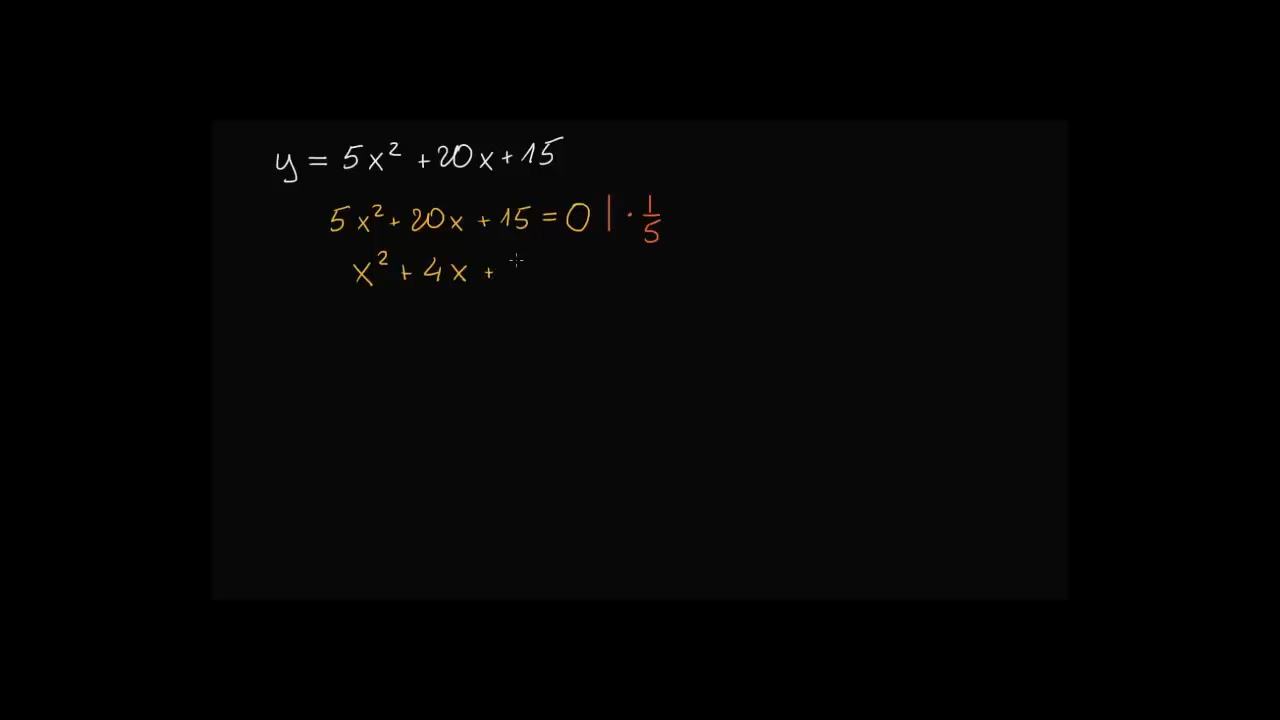 y = 5x² + 20x + 15
5x² + 20x + 15 = 0 | · 1/5
x² + 4x +